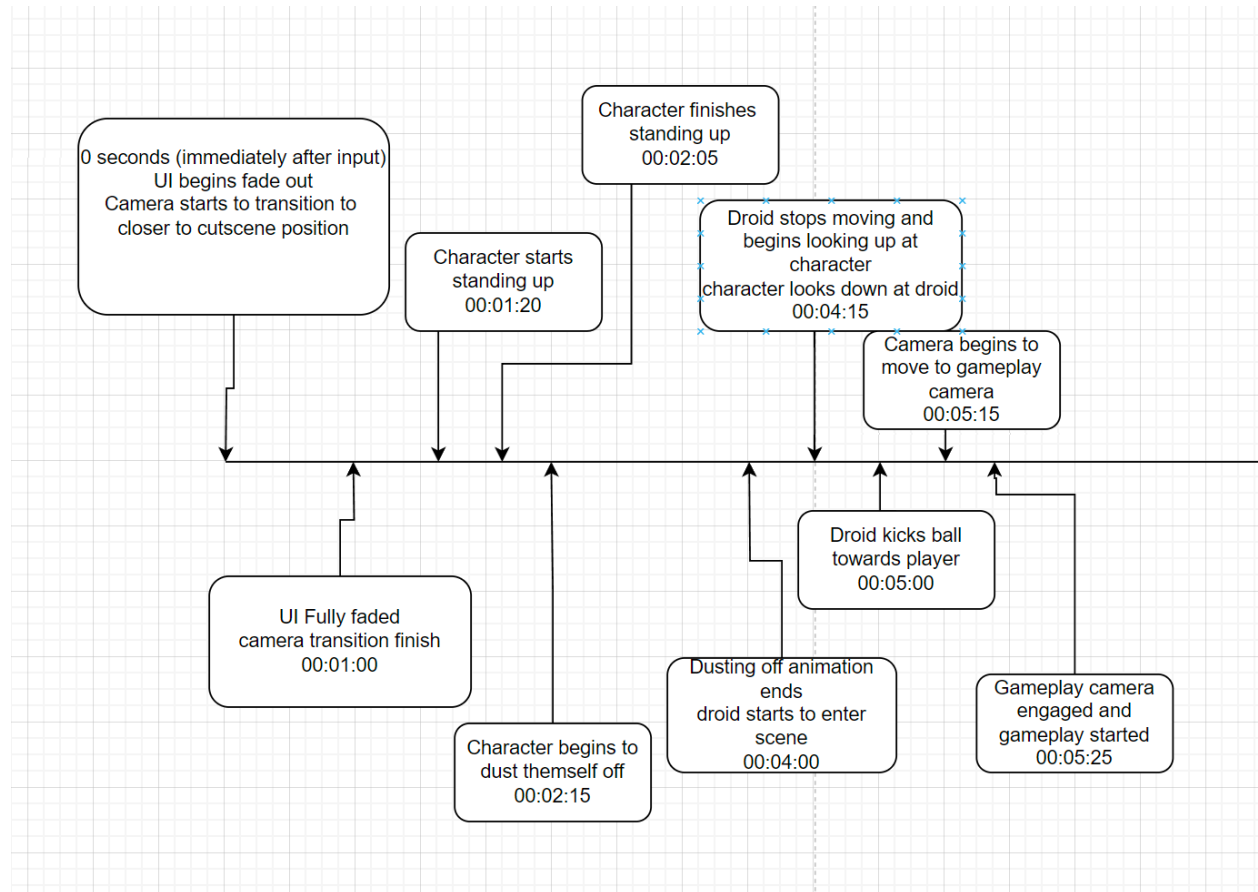 0 seconds (immediately after input)
UI begins fade out
Camera starts to transition to
closer to cutscene position
Character starts
standing up
00:01:20
Character finishes
standing up
00:02:05
Droid stops moving and
begins looking up at
character
character looks down at droid
00:04:15
Camera begins to
move to gameplay
camera
00:05:15
UI Fully faded
camera transition finish
00:01:00
Character begins to
dust themself off
00:02:15
Dusting off animation
ends
droid starts to enter
scene
00:04:00
Droid kicks ball
towards player
00:05:00
Gameplay camera
engaged and
gameplay started
00:05:25